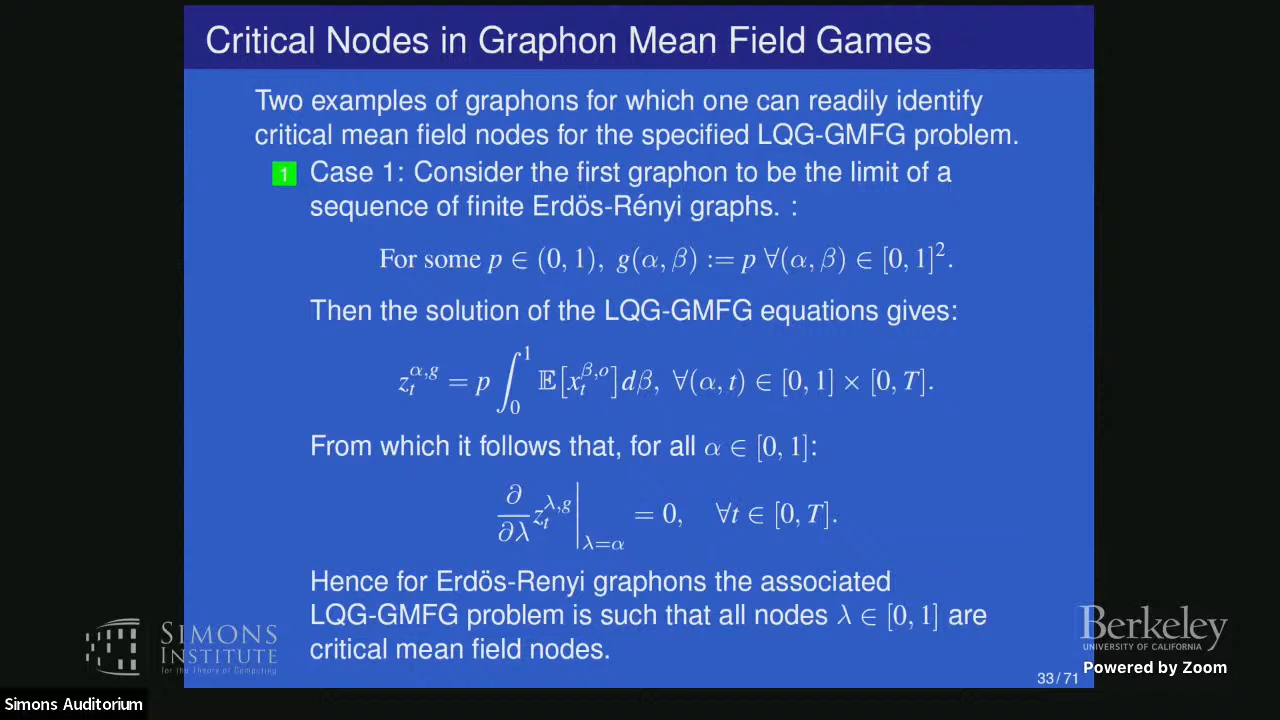 Critical Nodes in Graphon Mean Field Games
Two examples of graphons for which one can readily identify
critical mean field nodes for the specified LQG-GMFG problem.
1 Case 1: Consider the first graphon to be the limit of a
sequence of finite Erdös-Rényi graphs. :
For some p ∈ (0, 1), g(α, β) := p ∀(α, β) ∈ [0, 1]².
Then the solution of the LQG-GMFG equations gives:
z_t^{α,g} = p ∫_0^1 𝔼[x_t^{β,o}]dβ, ∀(α, t) ∈ [0, 1] × [0, T].
From which it follows that, for all α ∈ [0, 1]:
∂/∂λ z_t^{λ,g} |_{λ=α} = 0, ∀t ∈ [0, T].
Hence for Erdös-Renyi graphons the associated
LQG-GMFG problem is such that all nodes λ ∈ [0, 1] are
critical mean field nodes.
33/71
SIMONS
INSTITUTE
for the Theory of Computing
Berkeley
UNIVERSITY OF CALIFORNIA
Powered by Zoom
Simons Auditorium